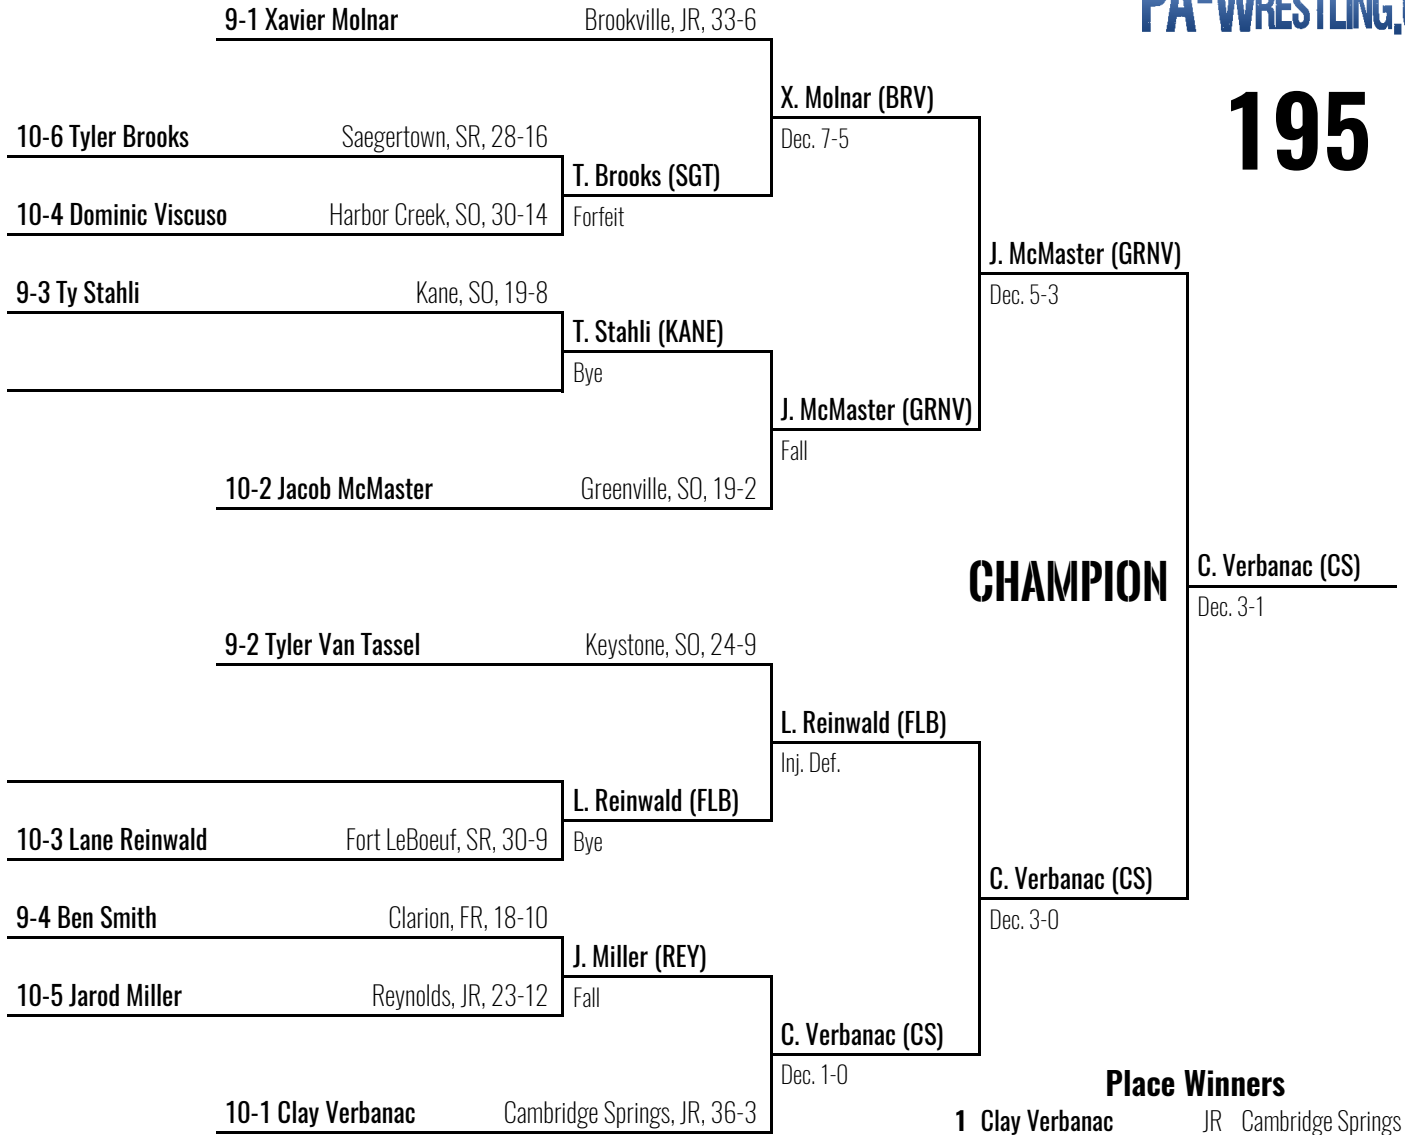 9-1 Xavier Molnar Brookville, JR, 33-6
PA-WRESTLING.
195
X. Molnar (BRV)
Dec. 7-5
10-6 Tyler Brooks Saegertown, SR, 28-16
T. Brooks (SGT)
Forfeit
10-4 Dominic Viscuso Harbor Creek, SO, 30-14
J. McMaster (GRNV)
Dec. 5-3
9-3 Ty Stahli Kane, SO, 19-8
T. Stahli (KANE)
Bye
J. McMaster (GRNV)
Fall
10-2 Jacob McMaster Greenville, SO, 19-2
CHAMPION
C. Verbanac (CS)
Dec. 3-1
9-2 Tyler Van Tassel Keystone, SO, 24-9
L. Reinwald (FLB)
Inj. Def.
L. Reinwald (FLB)
Bye
10-3 Lane Reinwald Fort LeBoeuf, SR, 30-9
C. Verbanac (CS)
Dec. 3-0
9-4 Ben Smith Clarion, FR, 18-10
J. Miller (REY)
Fall
10-5 Jarod Miller Reynolds, JR, 23-12
C. Verbanac (CS)
Dec. 1-0
10-1 Clay Verbanac Cambridge Springs, JR, 36-3
Place Winners
1 Clay Verbanac JR Cambridge Springs